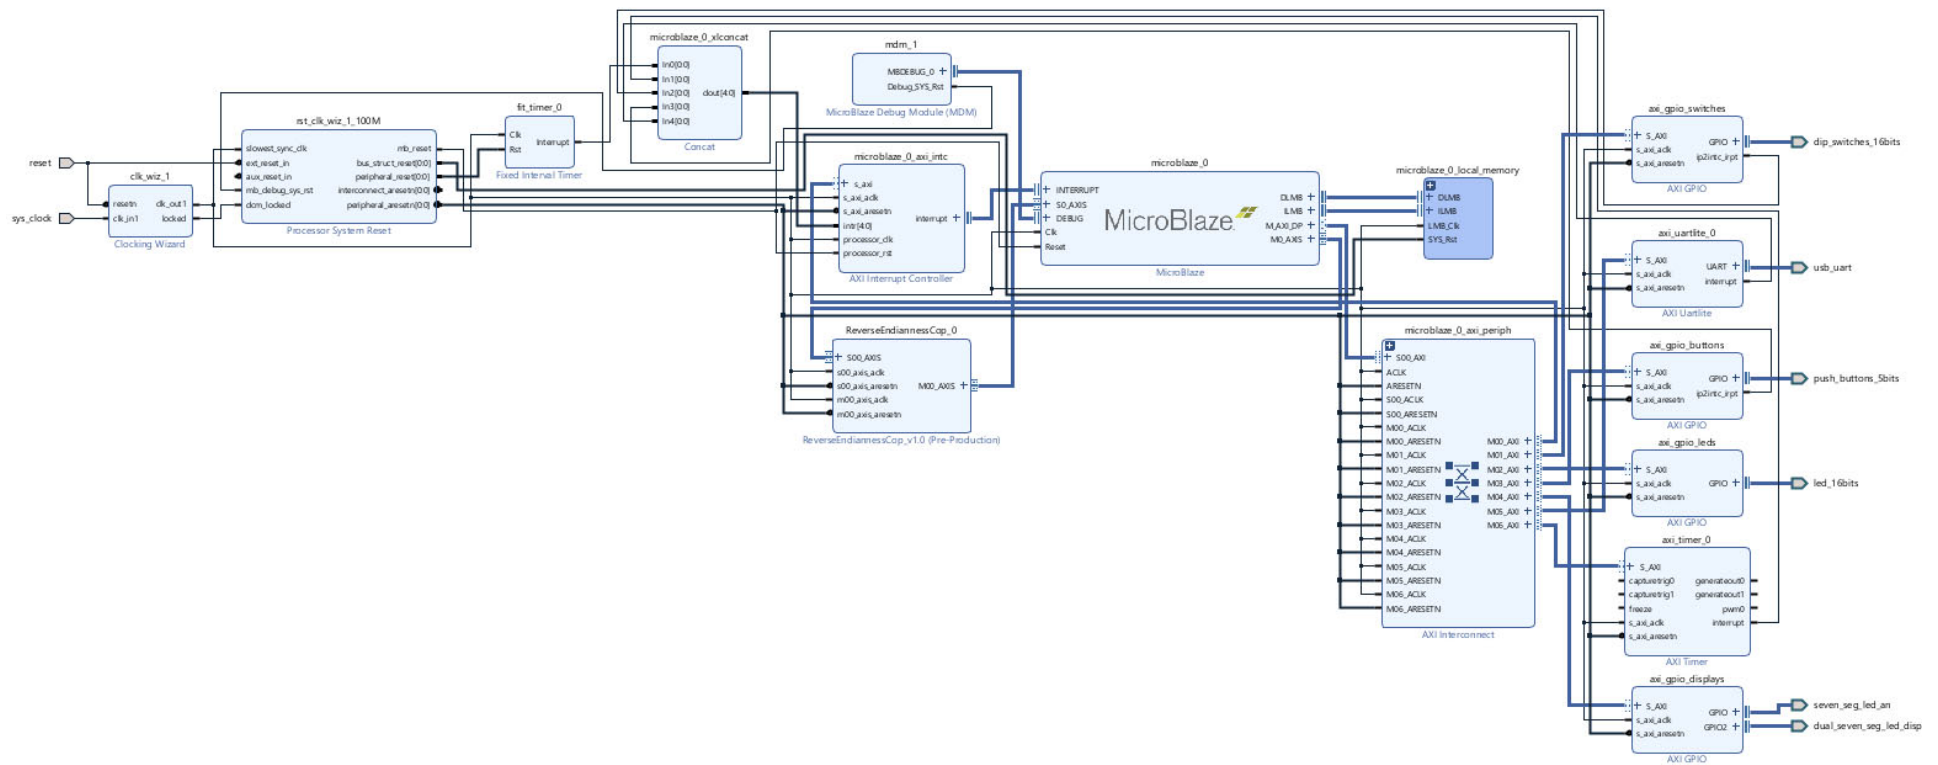 reset
sys_clock
clk_wiz_1
resetn
clk_in1
clk_out1
locked
Clocking Wizard
rst_clk_wiz_1_100M
slowest_sync_clk
ext_reset_in
aux_reset_in
mb_debug_sys_rst
dcm_locked
mb_reset
bus_struct_reset[0:0]
peripheral_reset[0:0]
interconnect_aresetn[0:0]
peripheral_aresetn[0:0]
Processor System Reset
fit_timer_0
Clk
Rst
Interrupt
Fixed Interval Timer
microblaze_0_xlconcat
In0[0:0]
In1[0:0]
In2[0:0]
In3[0:0]
In4[0:0]
dout[4:0]
Concat
mdm_1
MBDEBUG_0
Debug_SYS_Rst
MicroBlaze Debug Module (MDM)
microblaze_0_axi_intc
s_axi
s_axi_aclk
s_axi_aresetn
intr[4:0]
processor_clk
processor_rst
interrupt
AXI Interrupt Controller
microblaze_0
INTERRUPT
S0_AXIS
DEBUG
Clk
Reset
MicroBlaze
DLMB
ILMB
M_AXI_DP
M0_AXIS
MicroBlaze
microblaze_0_local_memory
DLMB
ILMB
LMB_Clk
SYS_Rst
ReverseEndiannessCop_0
S00_AXIS
s00_axis_aclk
s00_axis_aresetn
m00_axis_aclk
m00_axis_aresetn
M00_AXIS
ReverseEndiannessCop_v1.0 (Pre-Production)
microblaze_0_axi_periph
S00_AXI
ACLK
ARESETN
S00_ACLK
S00_ARESETN
M00_ACLK
M00_ARESETN
M01_ACLK
M01_ARESETN
M02_ACLK
M02_ARESETN
M03_ACLK
M03_ARESETN
M04_ACLK
M04_ARESETN
M05_ACLK
M05_ARESETN
M06_ACLK
M06_ARESETN
M00_AXI
M01_AXI
M02_AXI
M03_AXI
M04_AXI
M05_AXI
M06_AXI
AXI Interconnect
axi_gpio_switches
S_AXI
s_axi_aclk
s_axi_aresetn
GPIO
ip2intc_irpt
AXI GPIO
dip_switches_16bits
axi_uartlite_0
S_AXI
s_axi_aclk
s_axi_aresetn
UART
interrupt
AXI Uartlite
usb_uart
axi_gpio_buttons
S_AXI
s_axi_aclk
s_axi_aresetn
GPIO
ip2intc_irpt
AXI GPIO
push_buttons_5bits
axi_gpio_leds
S_AXI
s_axi_aclk
s_axi_aresetn
GPIO
AXI GPIO
led_16bits
axi_timer_0
S_AXI
capturetrig0
capturetrig1
freeze
s_axi_aclk
s_axi_aresetn
generateout0
generateout1
pwm0
interrupt
AXI Timer
axi_gpio_displays
S_AXI
s_axi_aclk
s_axi_aresetn
GPIO
GPIO2
AXI GPIO
seven_seg_led_an
dual_seven_seg_led_disp